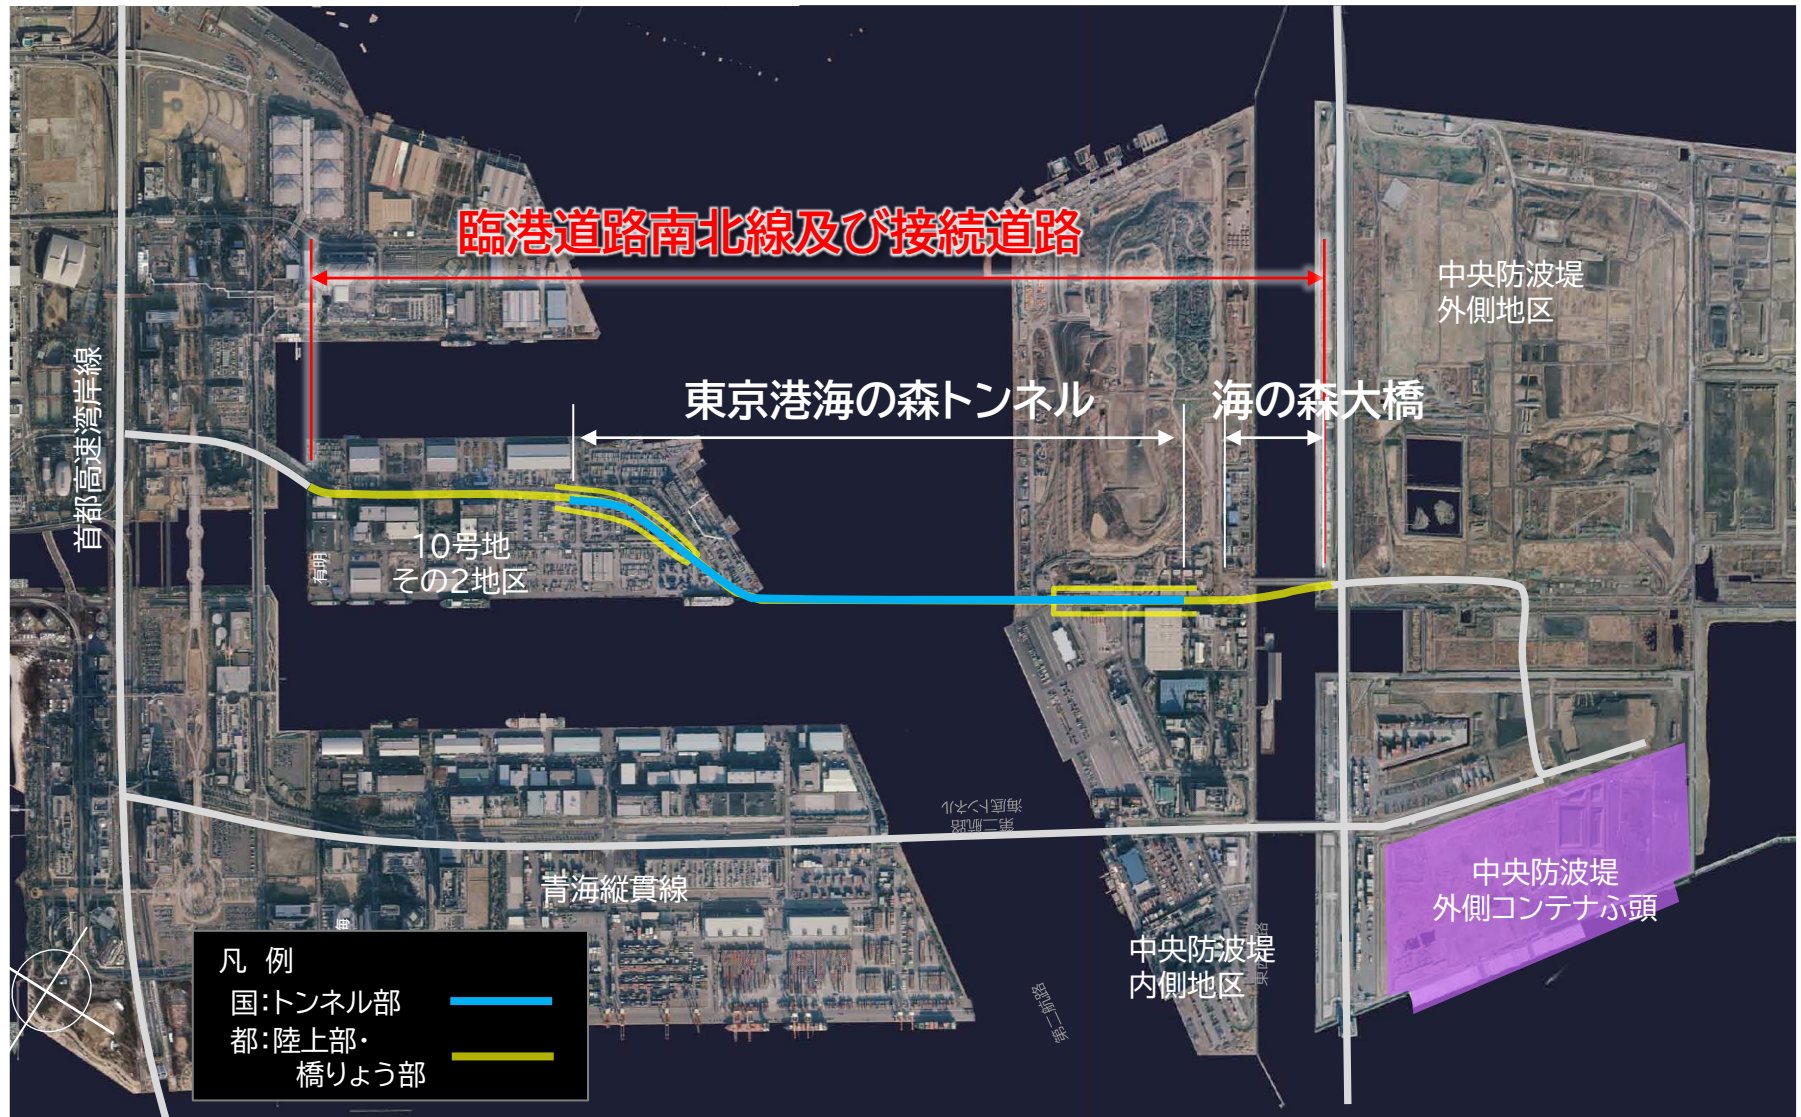 臨港道路南北線及び接続道路
中央防波堤
外側地区
東京港海の森トンネル
海の森大橋
首都高速湾岸線
有明
10号地
その2地区
第二航路
海底トンネル
青海縦貫線
中央防波堤
外側コンテナふ頭
中央防波堤
内側地区
第二航路
凡 例
国:トンネル部
都:陸上部・
橋りょう部